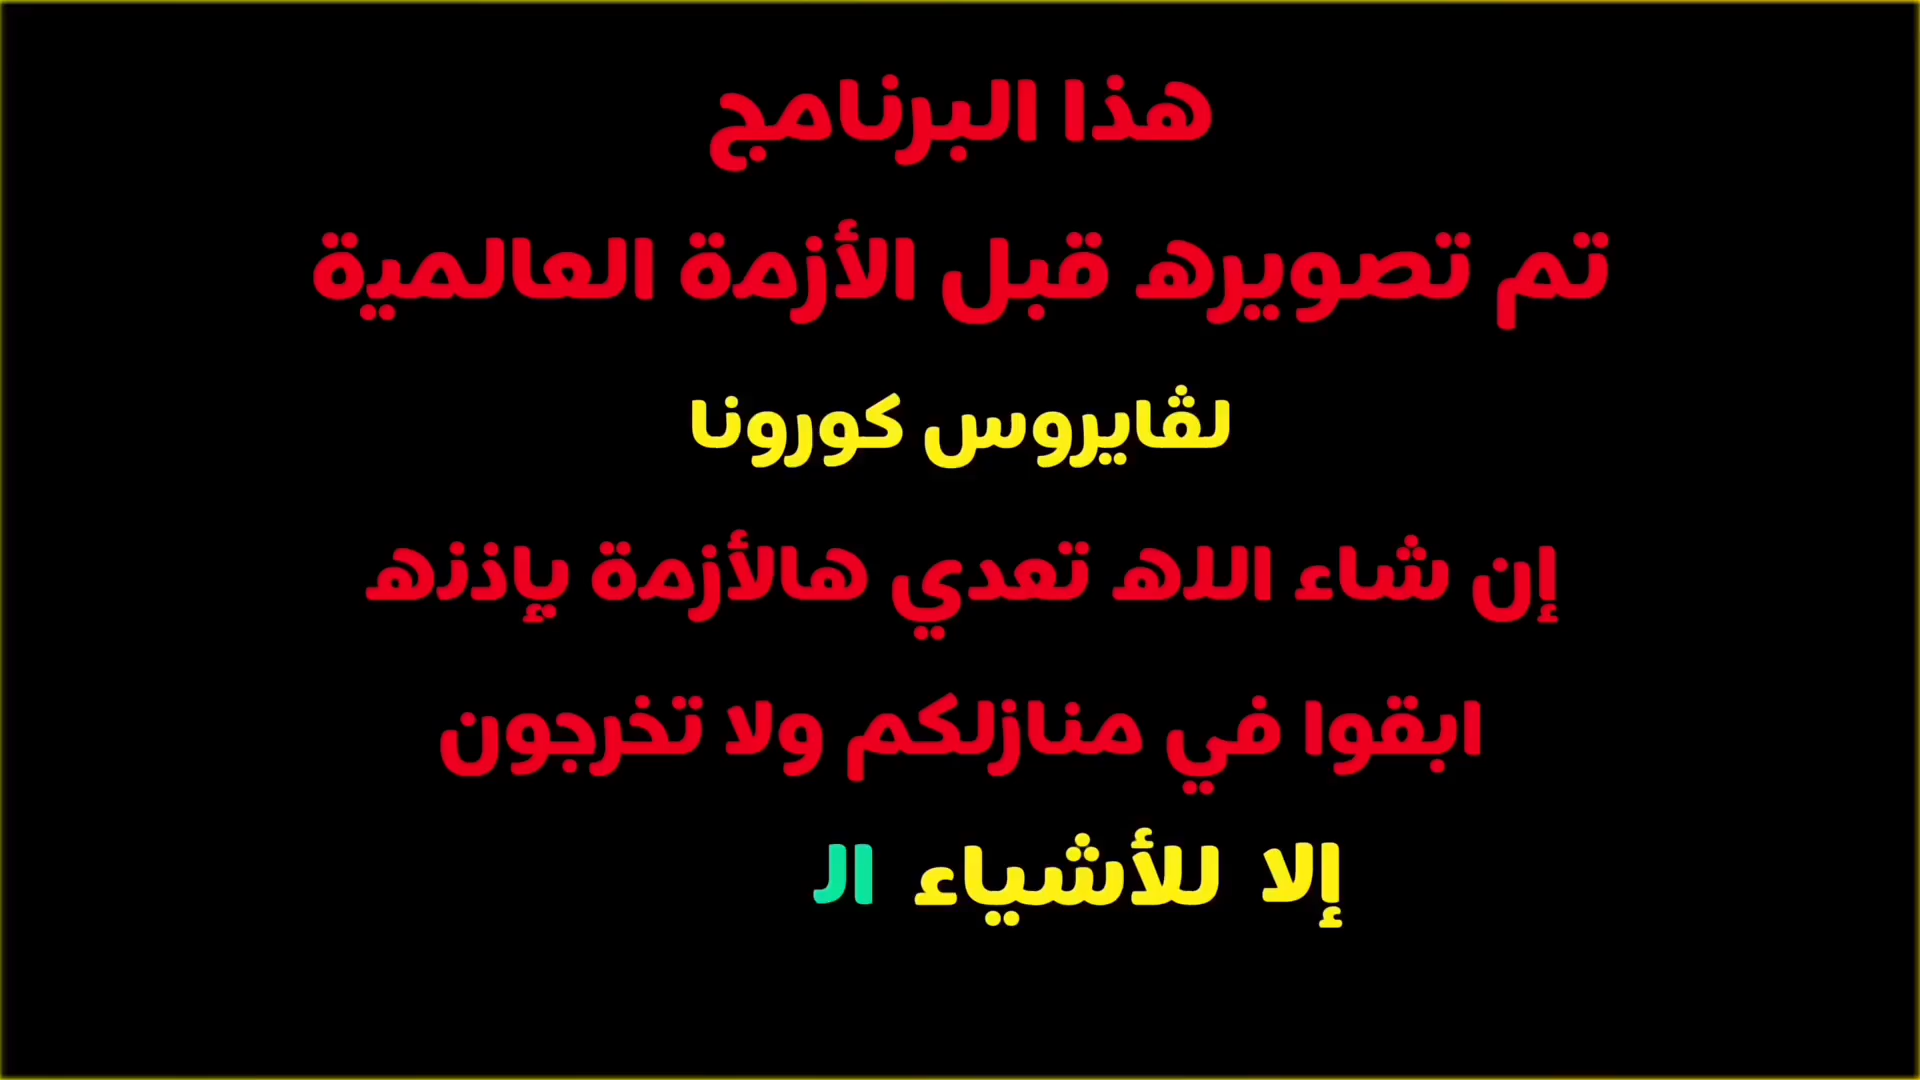 هذا البرنامج
تم تصويره قبل الأزمة العالمية
لڤايروس كورونا
إن شاء الله تعدي هالأزمة بإذنه
ابقوا في منازلكم ولا تخرجون
إلا للأشياء الـ